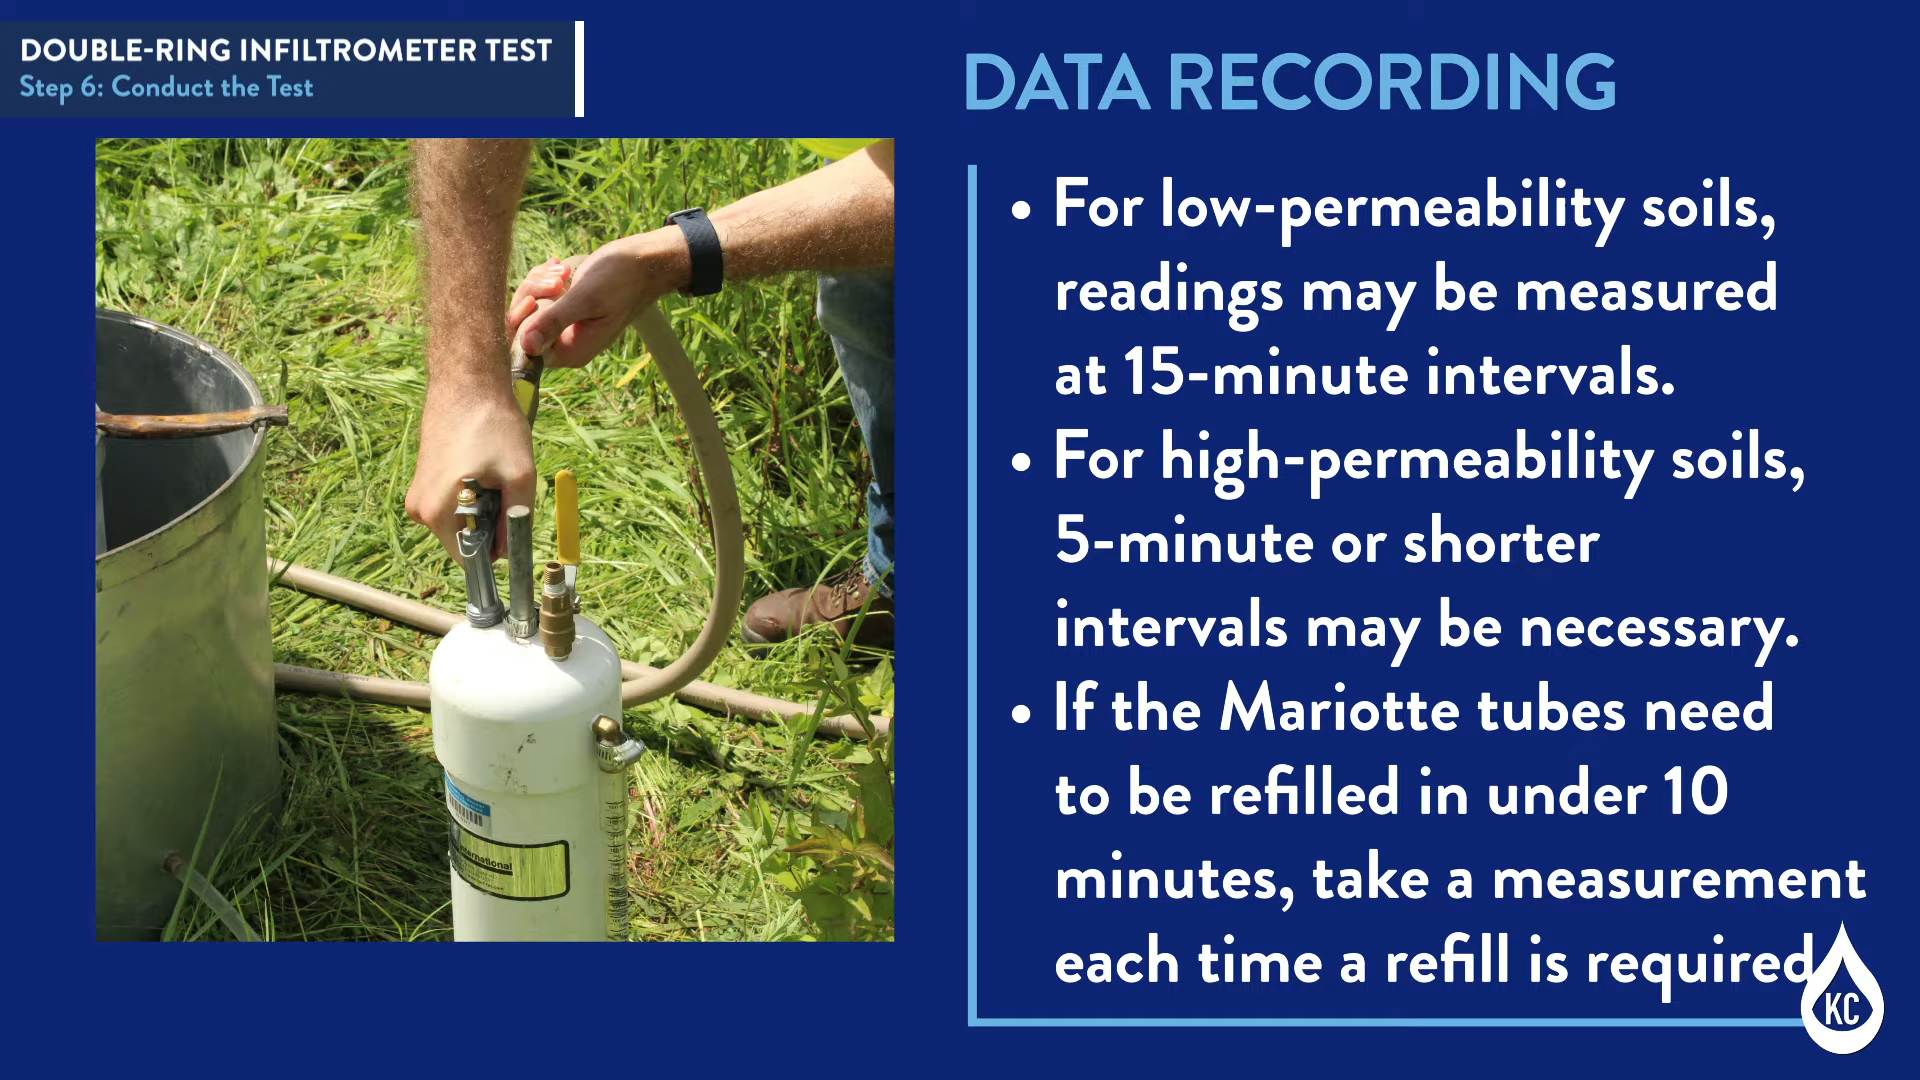 DOUBLE-RING INFILTROMETER TEST
Step 6: Conduct the Test
DATA RECORDING
• For low-permeability soils,
readings may be measured
at 15-minute intervals.
• For high-permeability soils,
5-minute or shorter
intervals may be necessary.
• If the Mariotte tubes need
to be refilled in under 10
minutes, take a measurement
each time a refill is required
KC